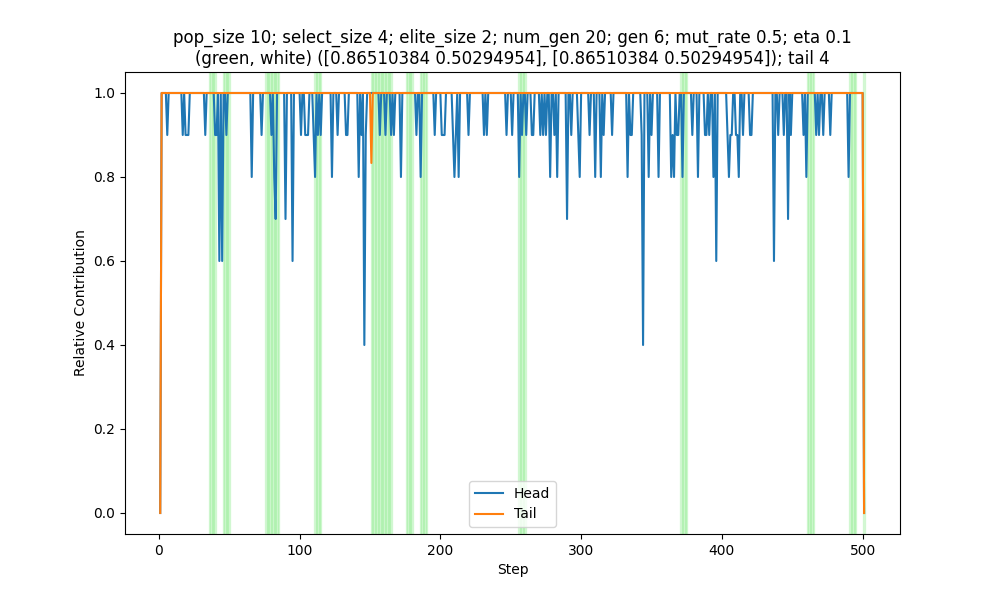 pop_size 10; select_size 4; elite_size 2; num_gen 20; gen 6; mut_rate 0.5; eta 0.1
(green, white) ([0.86510384 0.50294954], [0.86510384 0.50294954]); tail 4
1.0
0.8
0.6
0.4
0.2
0.0
Relative Contribution
Head
Tail
0
100
200
300
400
500
Step